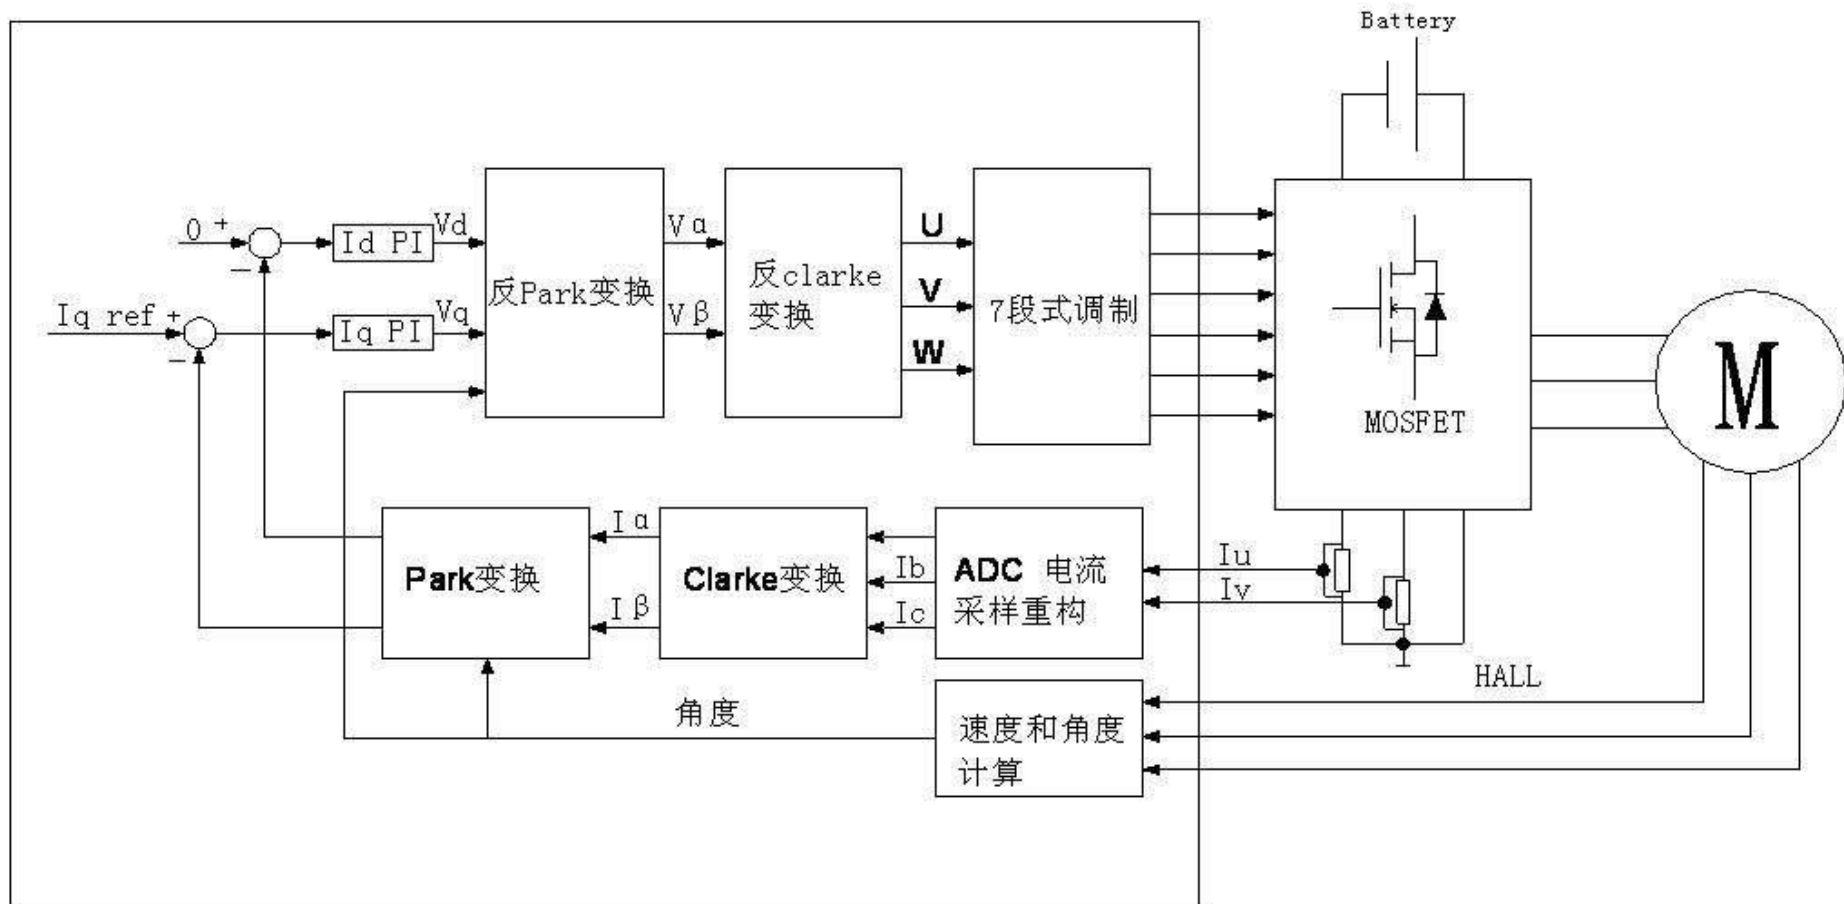 Battery
0 +
−
Id PI
Vd
Iq ref +
−
Iq PI
Vq
反Park变换
Vα
Vβ
反clarke
变换
U
V
W
7段式调制
MOSFET
M
Park变换
Iα
Iβ
Clarke变换
Ib
Ic
ADC 电流
采样重构
Iu
Iv
HALL
角度
速度和角度
计算